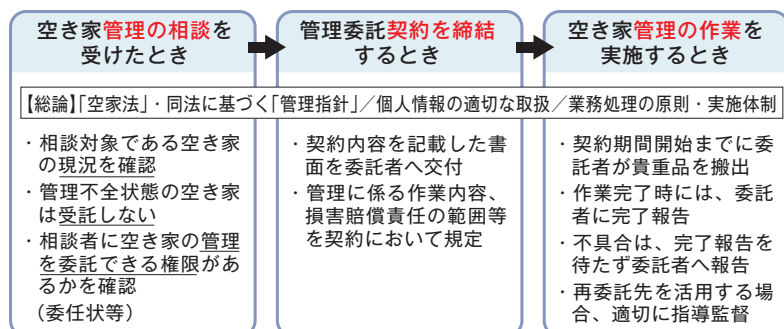 空き家管理の相談を
受けたとき
管理委託契約を締結
するとき
空き家管理の作業を
実施するとき
【総論】「空家法」・同法に基づく「管理指針」／個人情報の適切な取扱／業務処理の原則・実施体制
・相談対象である空き家
の現況を確認
・管理不全状態の空き家
は受託しない
・相談者に空き家の管理
を委託できる権限があ
るかを確認
（委任状等）
・契約内容を記載した書
面を委託者へ交付
・管理に係る作業内容、
損害賠償責任の範囲等
を契約において規定
・契約期間開始までに委
託者が貴重品を搬出
・作業完了時には、委託
者に完了報告
・不具合は、完了報告を
待たず委託者へ報告
・再委託先を活用する場
合、適切に指導監督